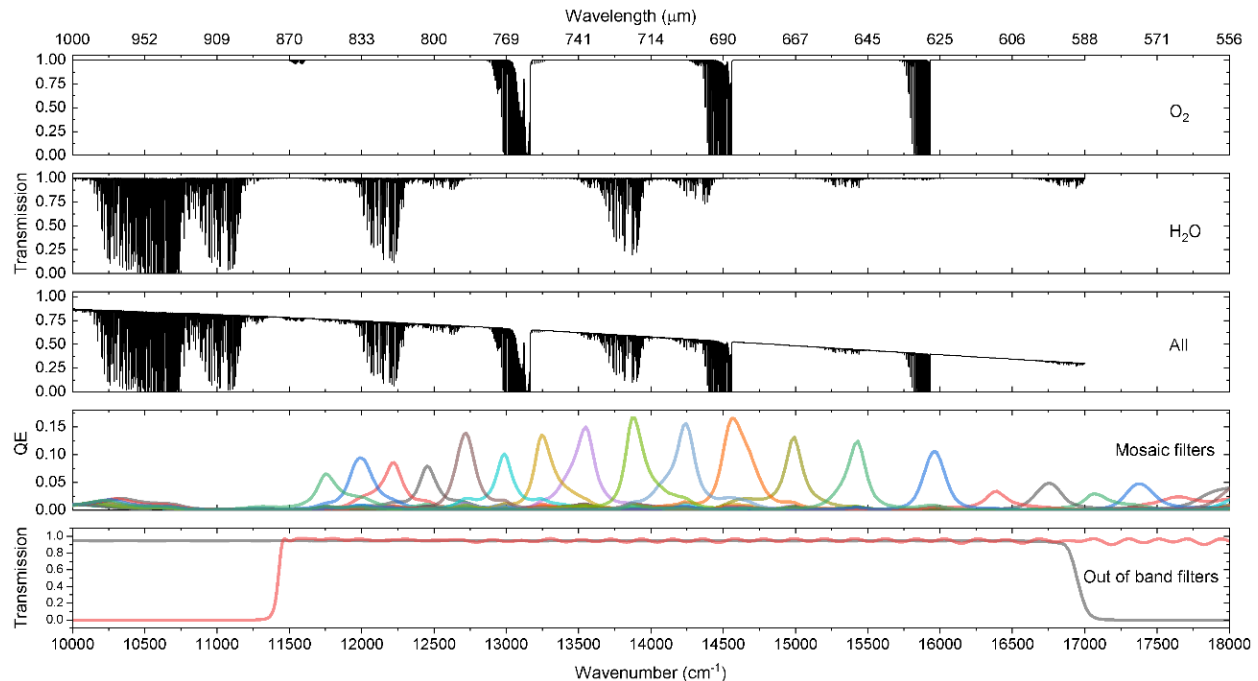 Wavelength (μm)
1000 952 909 870 833 800 769 741 714 690 667 645 625 606 588 571 556
1.00
0.75
0.50
0.25
0.00
O₂
1.00
0.75
0.50
0.25
0.00
H₂O
Transmission
1.00
0.75
0.50
0.25
0.00
All
0.15
0.10
0.05
0.00
QE
Mosaic filters
1.0
0.8
0.6
0.4
0.2
0.0
Transmission
Out of band filters
10000 10500 11000 11500 12000 12500 13000 13500 14000 14500 15000 15500 16000 16500 17000 17500 18000
Wavenumber (cm⁻¹)